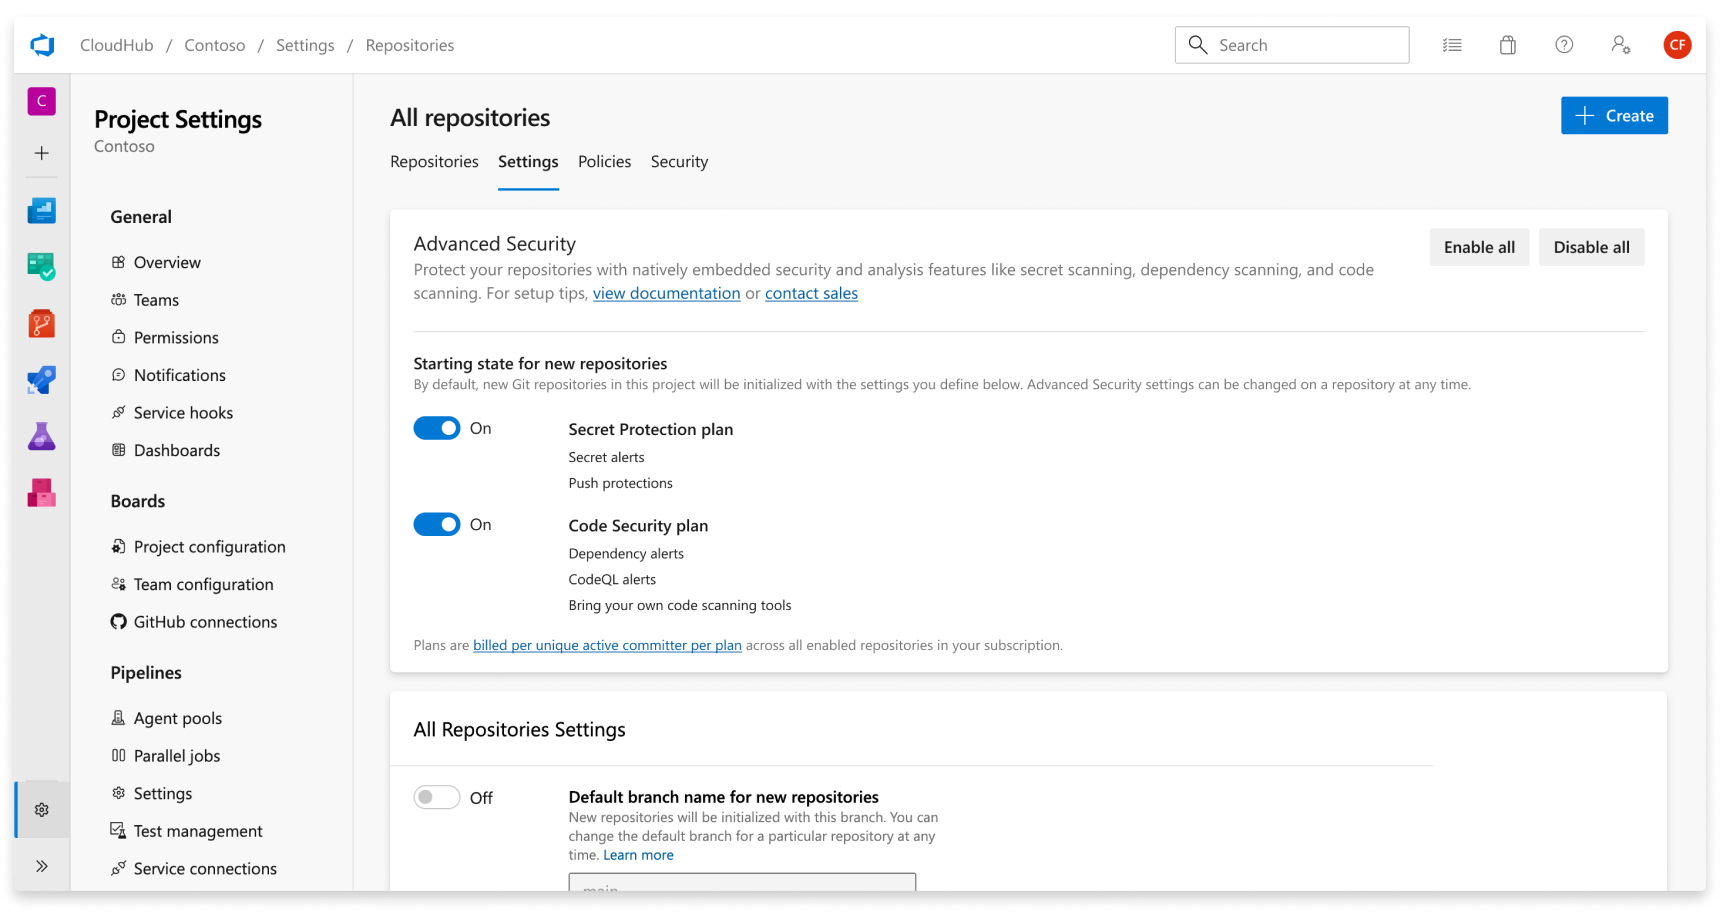 CloudHub / Contoso / Settings / Repositories
Search
CF
C
Project Settings
Contoso
General
Overview
Teams
Permissions
Notifications
Service hooks
Dashboards
Boards
Project configuration
Team configuration
GitHub connections
Pipelines
Agent pools
Parallel jobs
Settings
Test management
Service connections
All repositories
Create
Repositories Settings Policies Security
Advanced Security
Enable all
Disable all
Protect your repositories with natively embedded security and analysis features like secret scanning, dependency scanning, and code
scanning. For setup tips, view documentation or contact sales
Starting state for new repositories
By default, new Git repositories in this project will be initialized with the settings you define below. Advanced Security settings can be changed on a repository at any time.
On
Secret Protection plan
Secret alerts
Push protections
On
Code Security plan
Dependency alerts
CodeQL alerts
Bring your own code scanning tools
Plans are billed per unique active committer per plan across all enabled repositories in your subscription.
All Repositories Settings
Off
Default branch name for new repositories
New repositories will be initialized with this branch. You can
change the default branch for a particular repository at any
time. Learn more
main